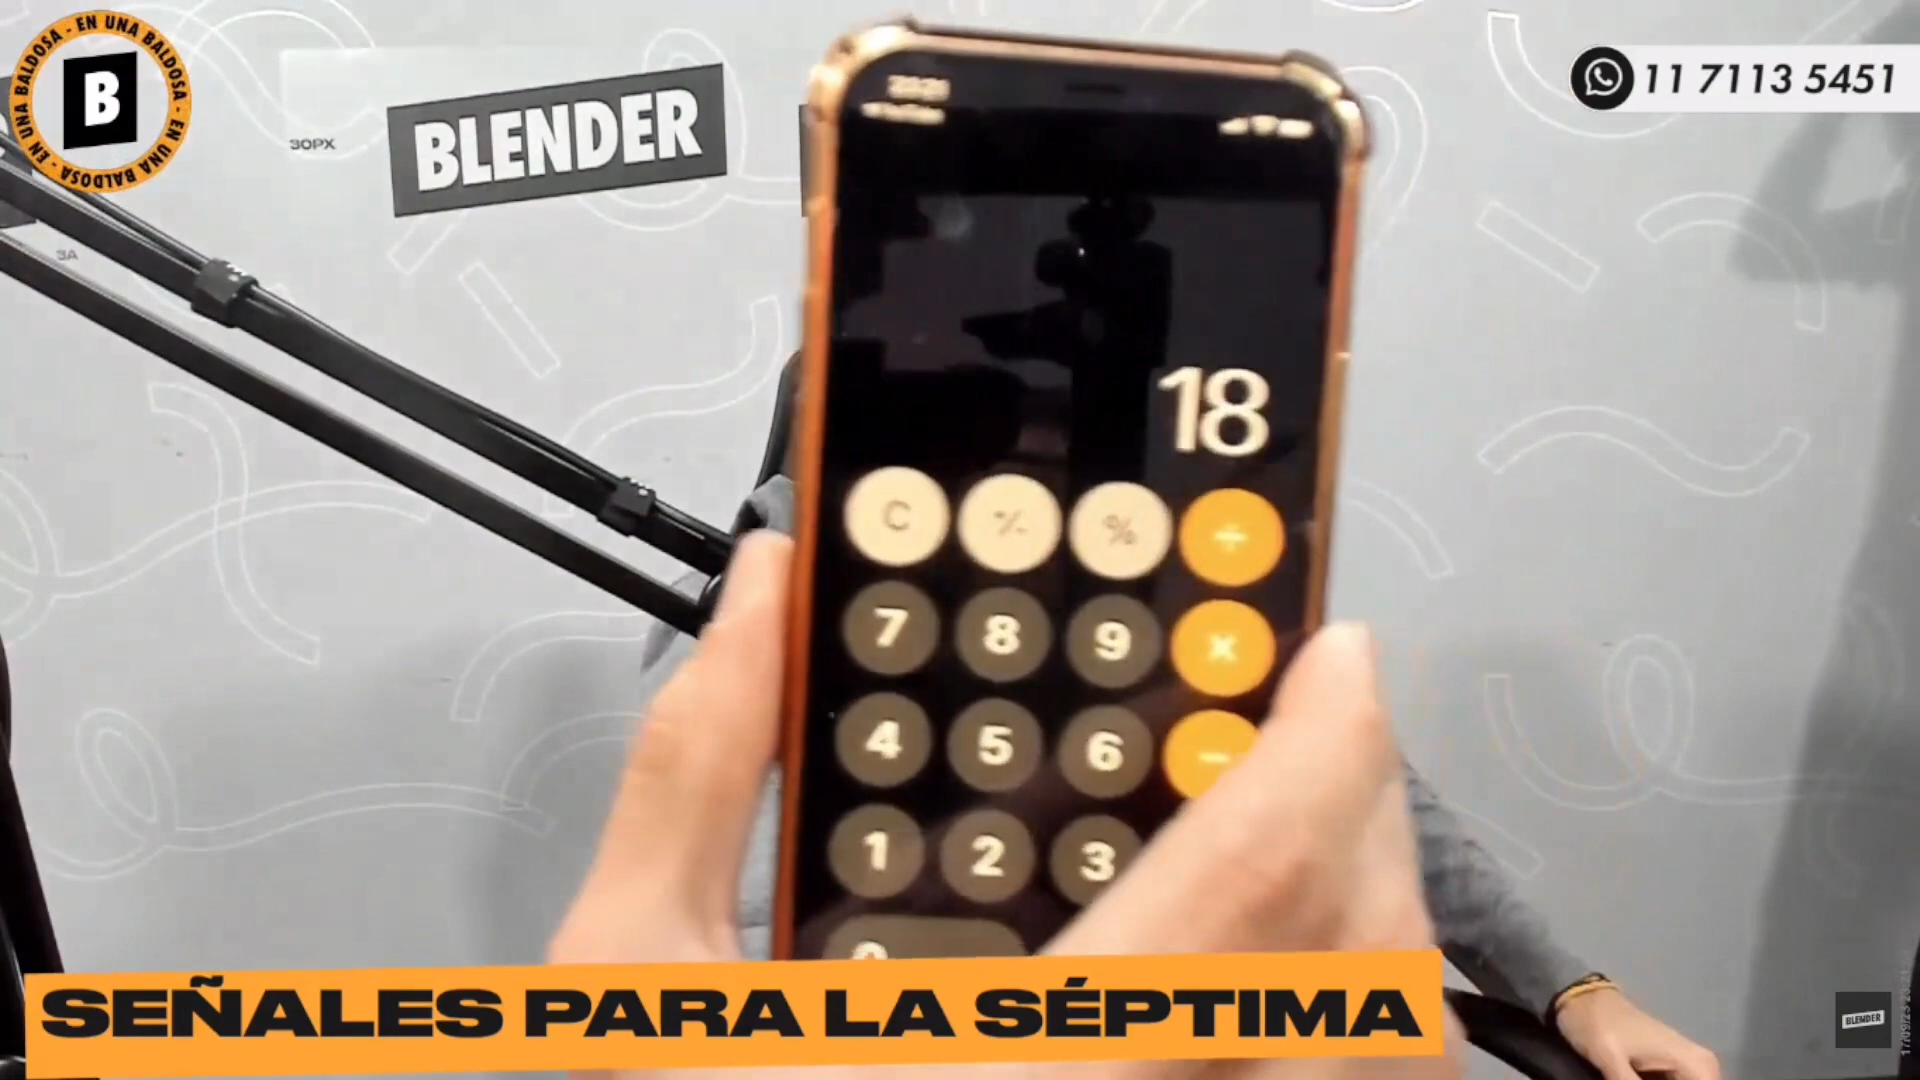 EN UNA BALDOSA - EN UNA BALDOSA - EN UNA BALDOSA -
B
30PX
BLENDER
3A
11 7113 5451
18
C
%
÷
7 8 9 ×
4 5 6 -
1 2 3
0
SEÑALES PARA LA SÉPTIMA
BLENDER